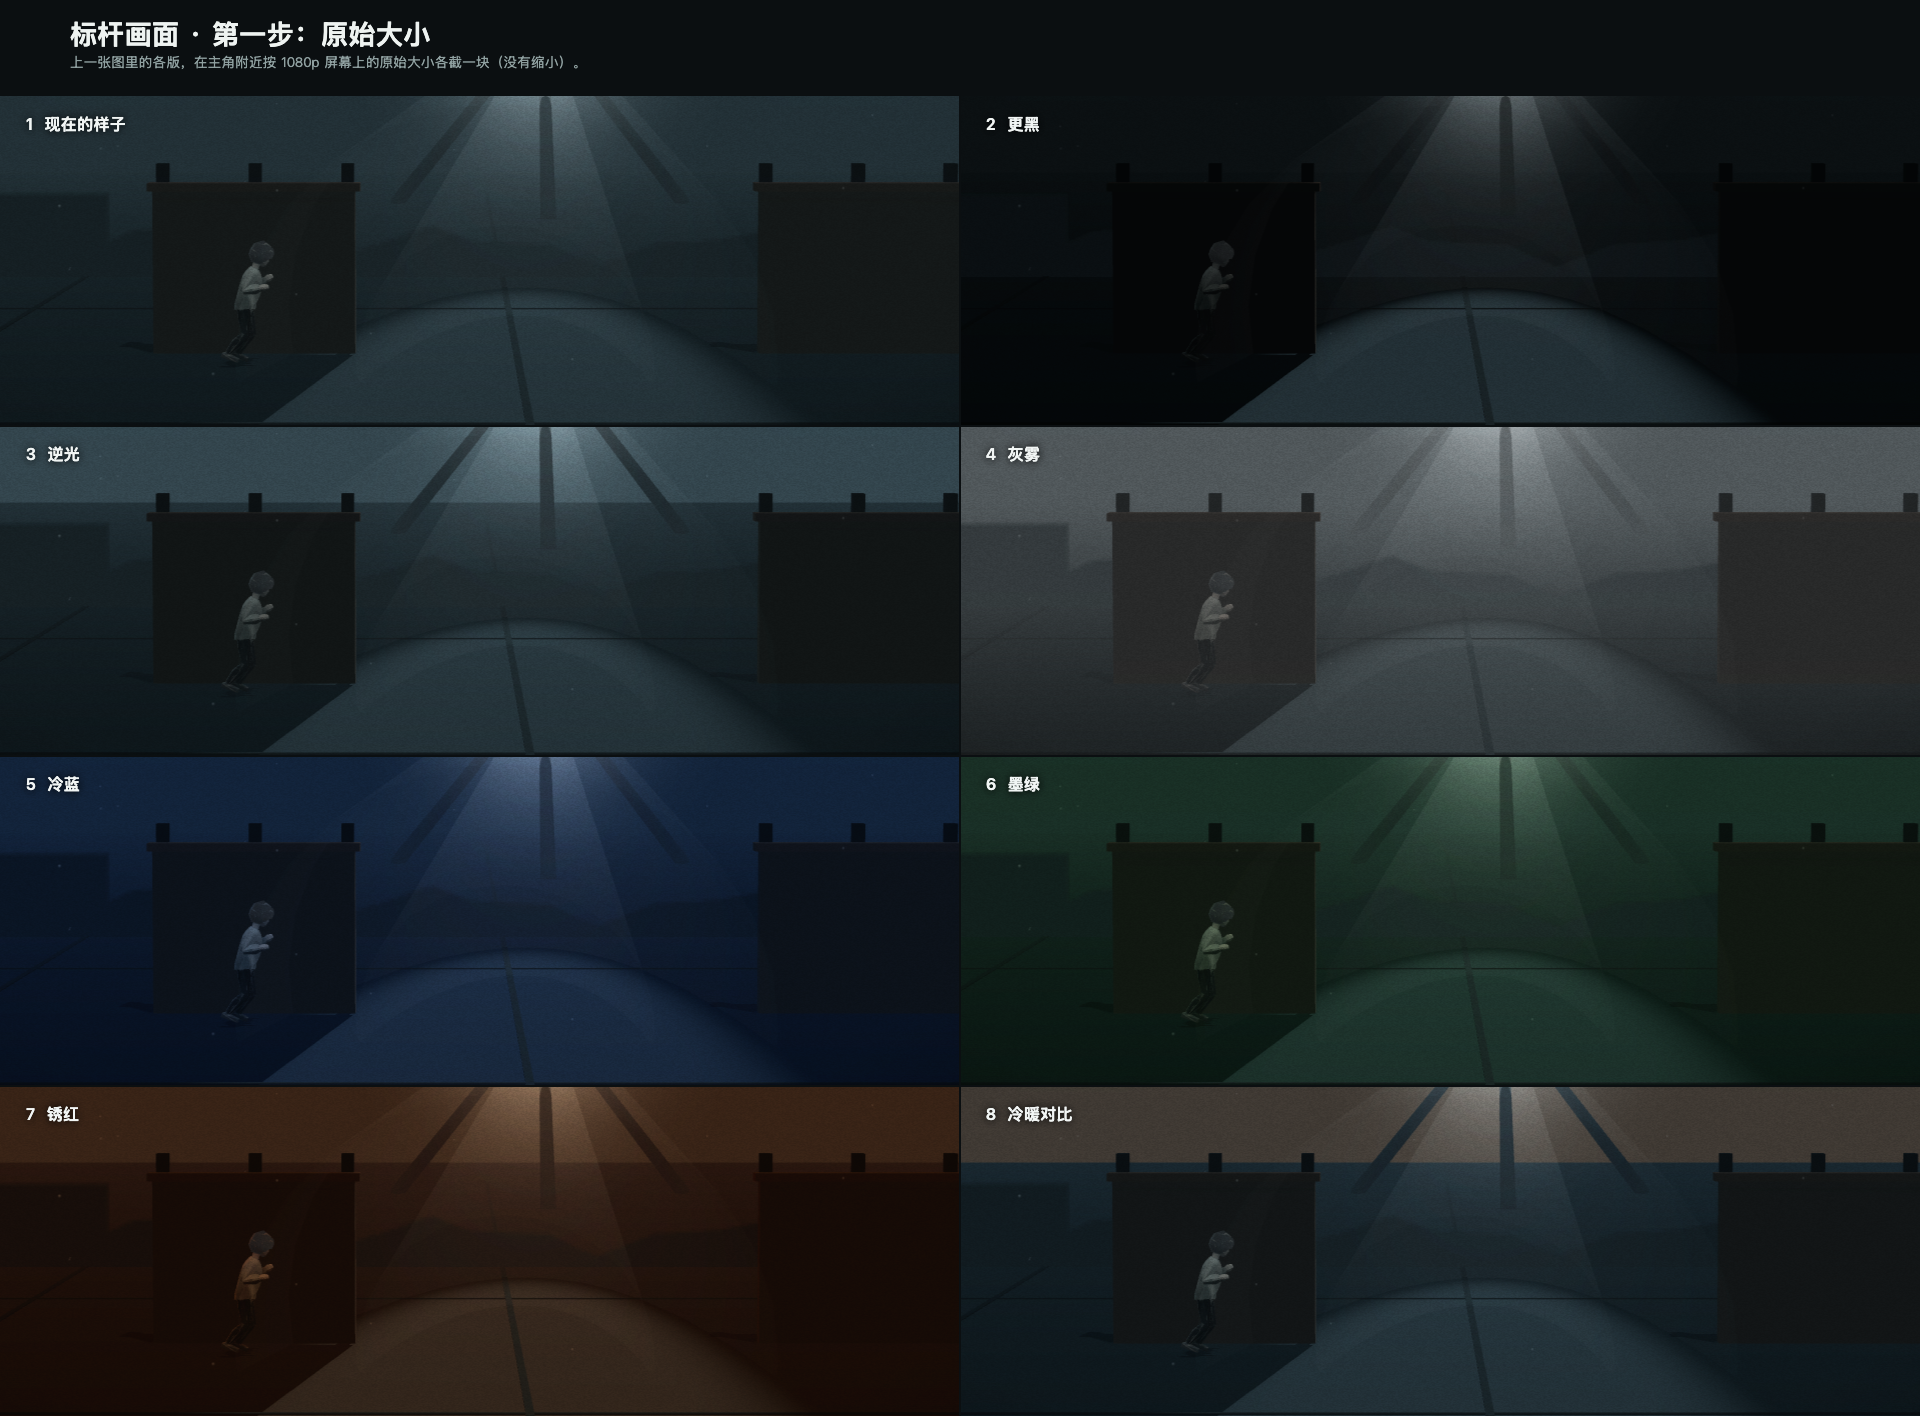 标杆画面 · 第一步：原始大小
上一张图里的各版，在主角附近按 1080p 屏幕上的原始大小各截一块（没有缩小）。
1 现在的样子
2 更黑
3 逆光
4 灰雾
5 冷蓝
6 墨绿
7 锈红
8 冷暖对比